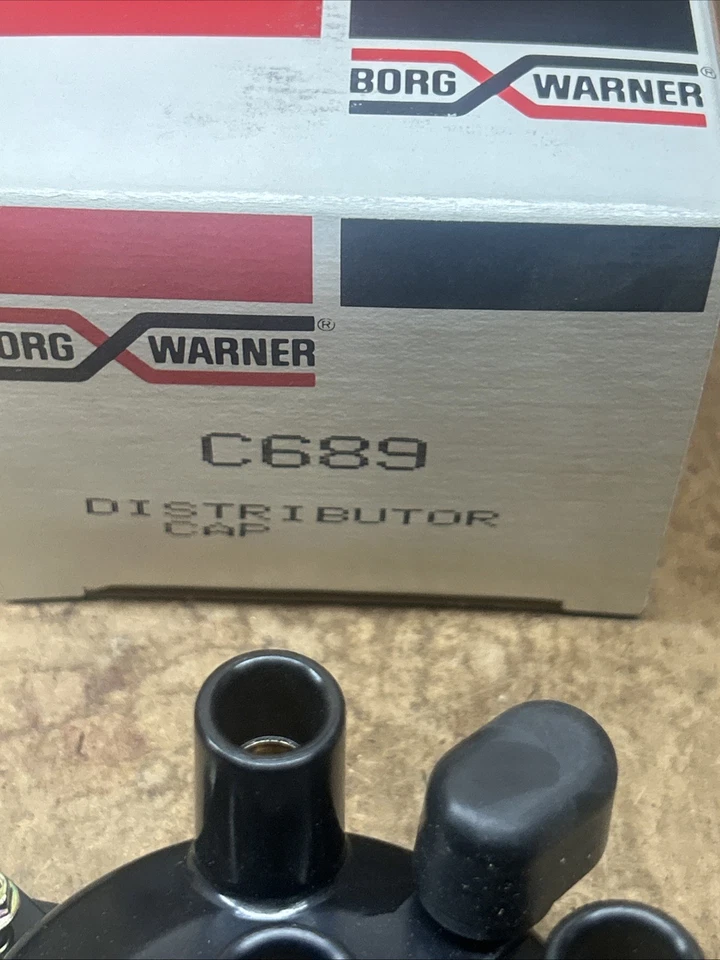 BORG WARNER®
ORG WARNER®
C689
DISTRIBUTOR
CAP